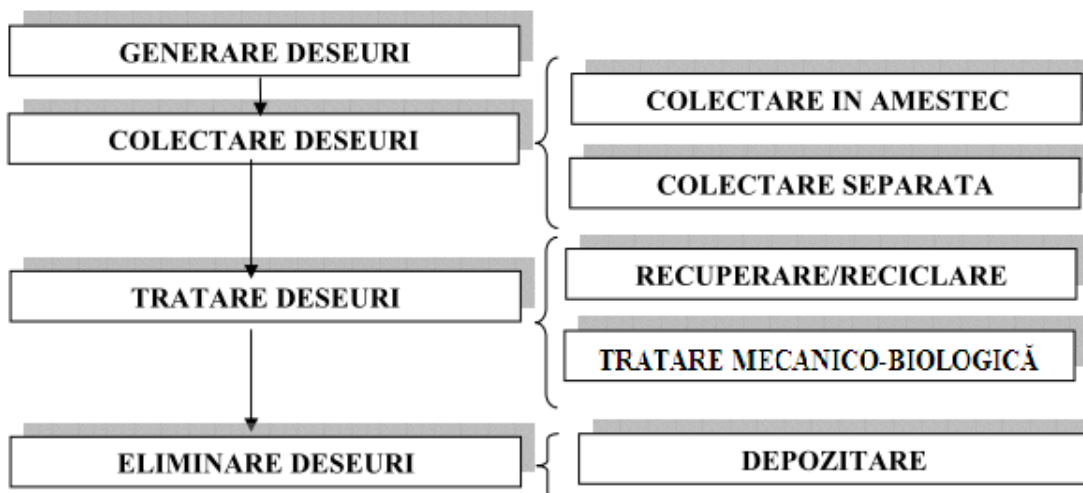 GENERARE DESEURI
COLECTARE DESEURI
COLECTARE IN AMESTEC
COLECTARE SEPARATA
TRATARE DESEURI
RECUPERARE/RECICLARE
TRATARE MECANICO-BIOLOGICĂ
ELIMINARE DESEURI
DEPOZITARE